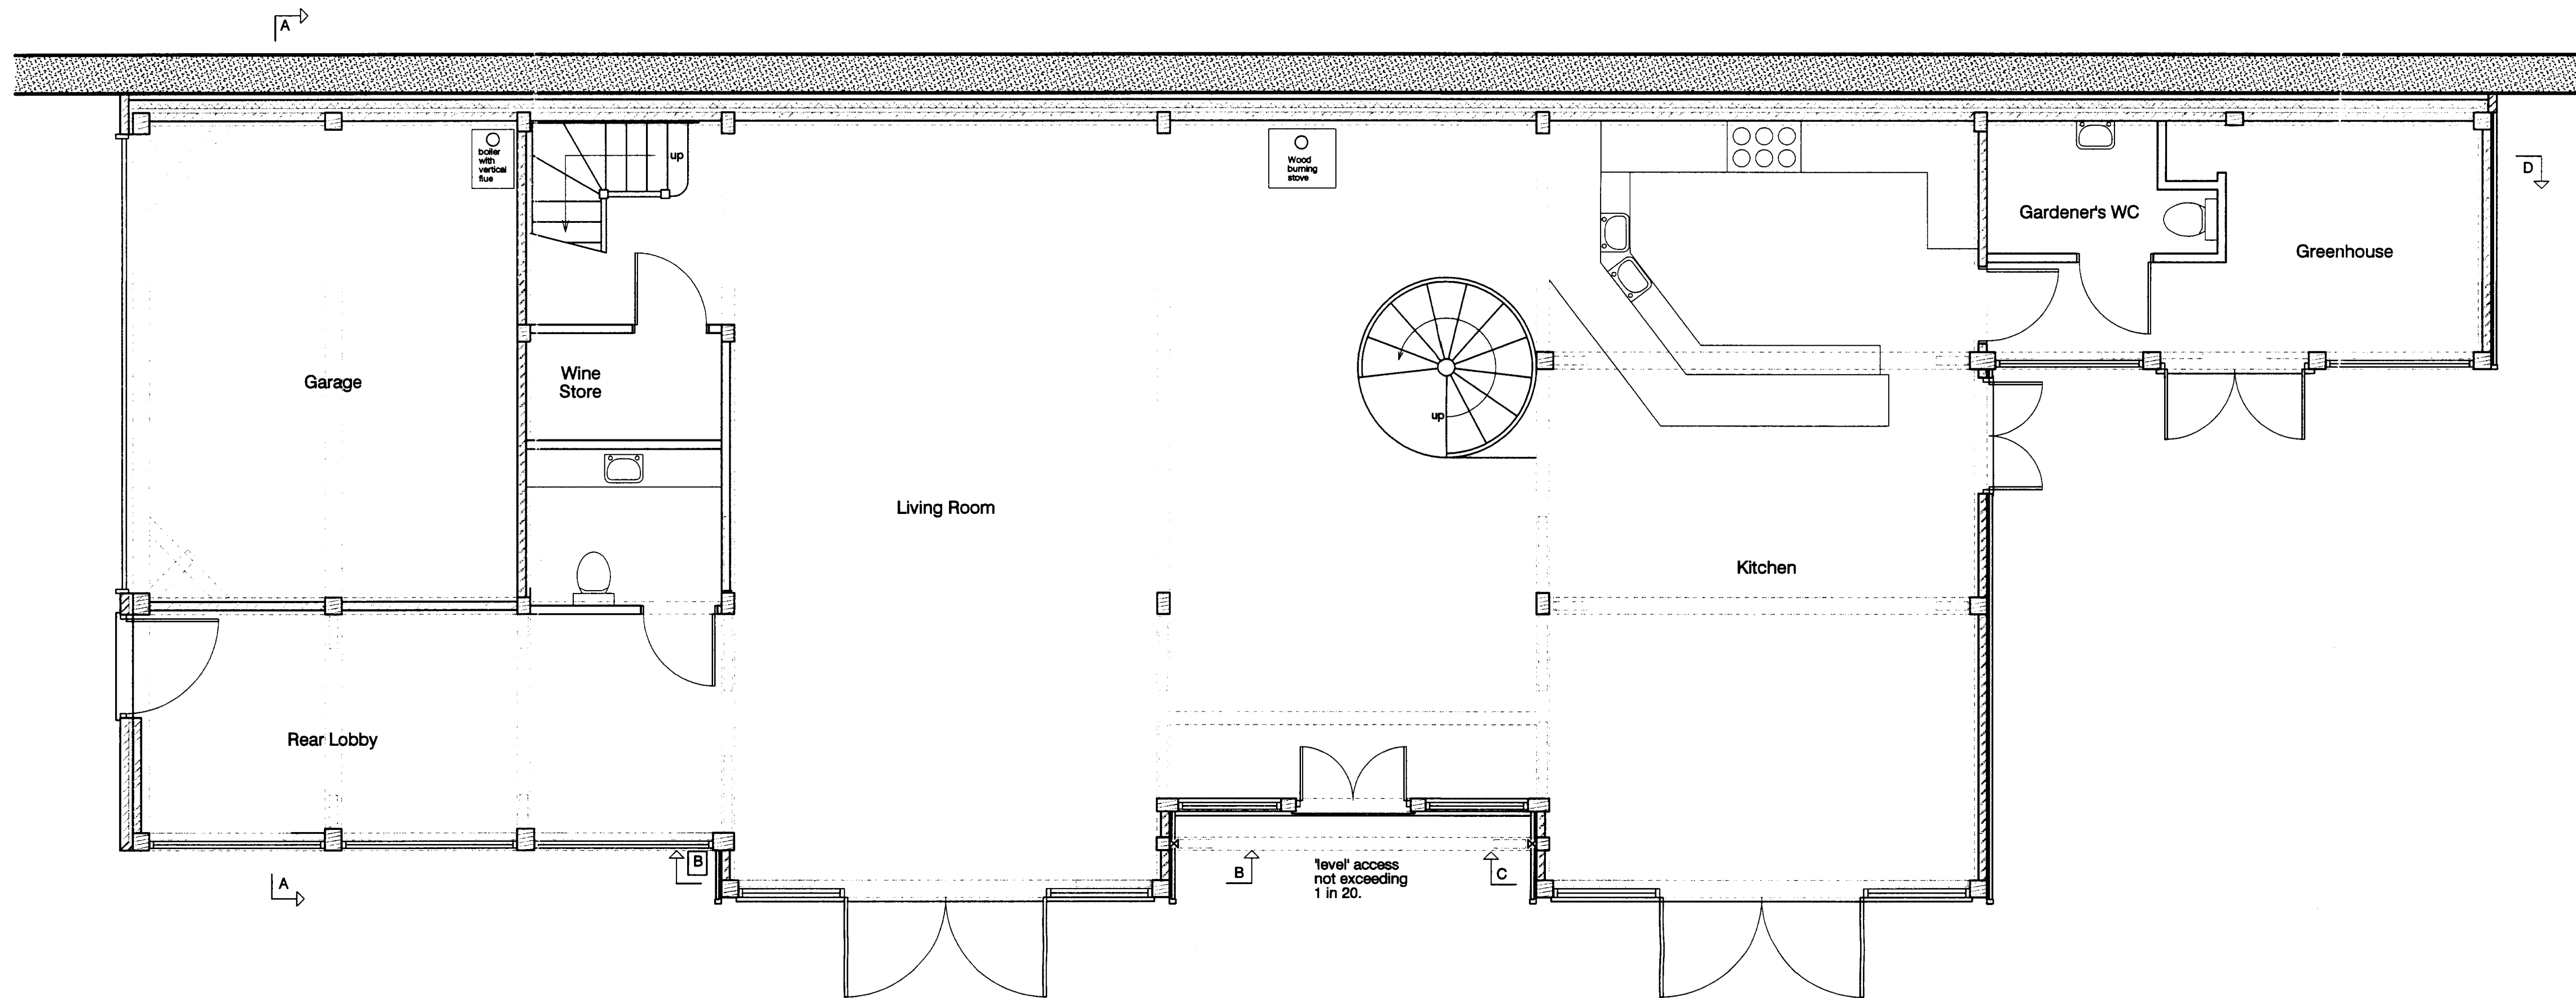 A
boiler
with
vertical
flue
up
Wood
burning
stove
D
Gardener's WC
Greenhouse
Garage
Wine
Store
up
Living Room
Kitchen
Rear Lobby
B
B
'level' access
not exceeding
1 in 20.
C
A